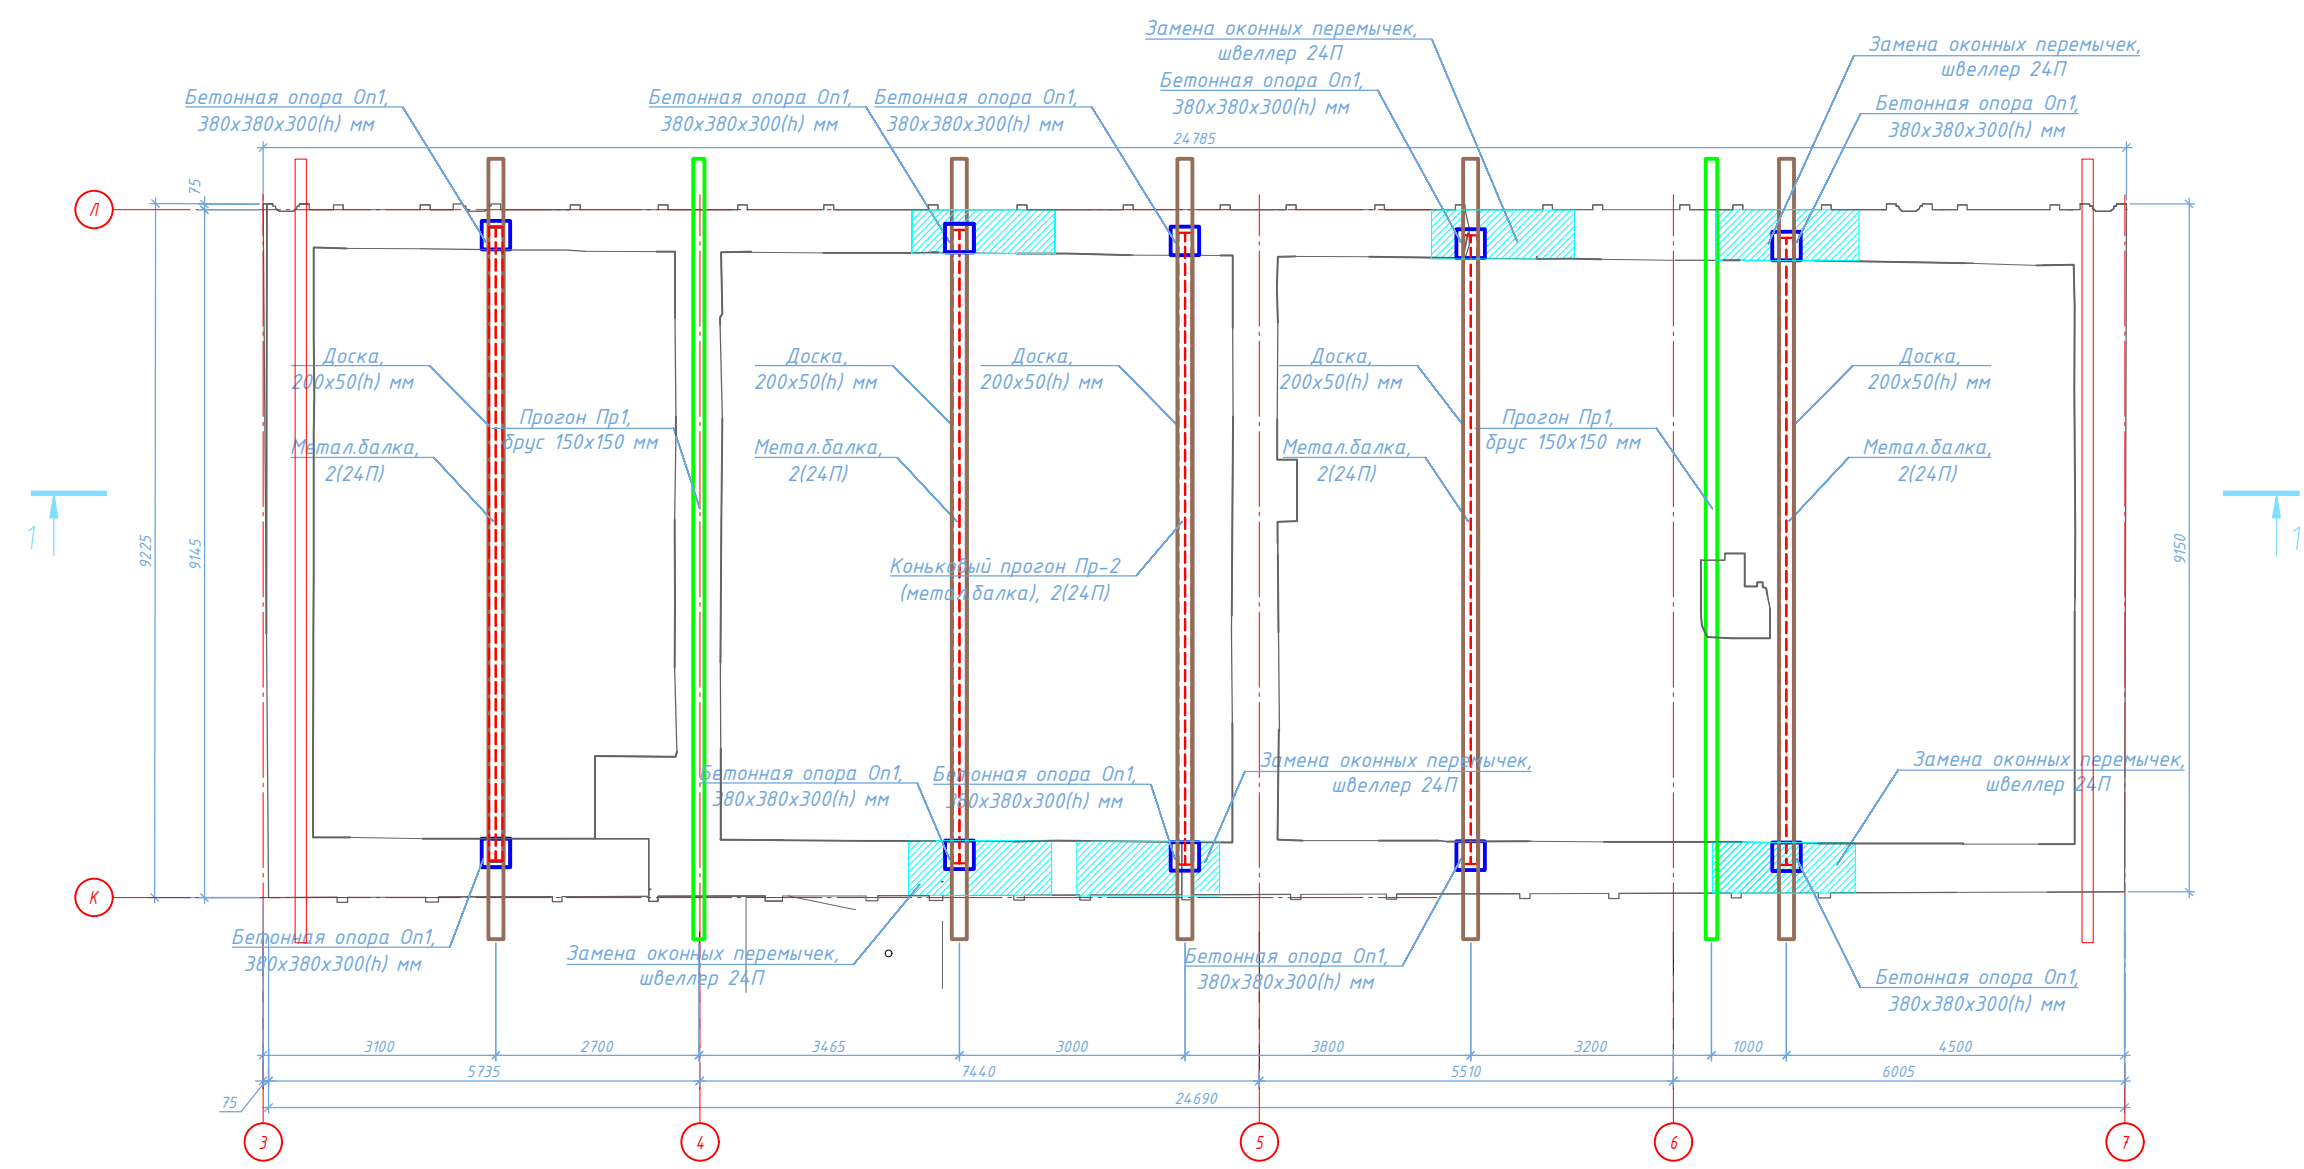 Замена оконных перемычек,
швеллер 24П
Замена оконных перемычек,
швеллер 24П
Бетонная опора Оп1,
380х380х300(h) мм
Бетонная опора Оп1,
380х380х300(h) мм
Бетонная опора Оп1,
380х380х300(h) мм
Бетонная опора Оп1,
380х380х300(h) мм
Бетонная опора Оп1,
380х380х300(h) мм
24785
75
Л
Доска,
200х50(h) мм
Доска,
200х50(h) мм
Доска,
200х50(h) мм
Доска,
200х50(h) мм
Доска,
200х50(h) мм
Прогон Пр1,
брус 150х150 мм
Прогон Пр1,
брус 150х150 мм
Метал.балка,
2(24П)
Метал.балка,
2(24П)
Метал.балка,
2(24П)
Метал.балка,
2(24П)
1
1
9225
9145
9150
Коньковый прогон Пр-2
(метал.балка), 2(24П)
Бетонная опора Оп1,
380х380х300(h) мм
Бетонная опора Оп1,
380х380х300(h) мм
Замена оконных перемычек,
швеллер 24П
Замена оконных перемычек,
швеллер 24П
К
Бетонная опора Оп1,
380х380х300(h) мм
Замена оконных перемычек,
швеллер 24П
Бетонная опора Оп1,
380х380х300(h) мм
Бетонная опора Оп1,
380х380х300(h) мм
3100
2700
3465
3000
3800
3200
1000
4500
5735
7440
5510
6005
75
24690
3
4
5
6
7